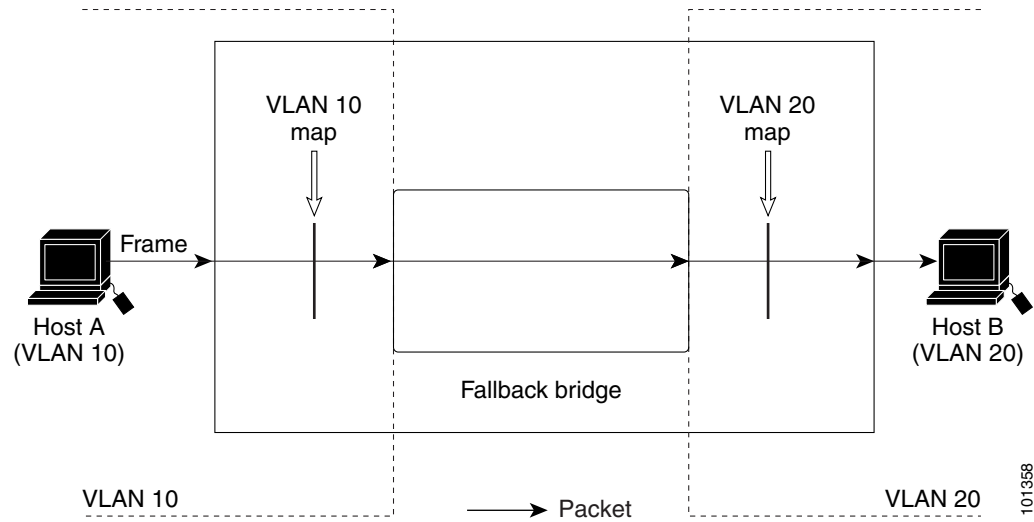 VLAN 10
map
VLAN 20
map
Frame
Host A
(VLAN 10)
Host B
(VLAN 20)
Fallback bridge
VLAN 10
Packet
VLAN 20
101358